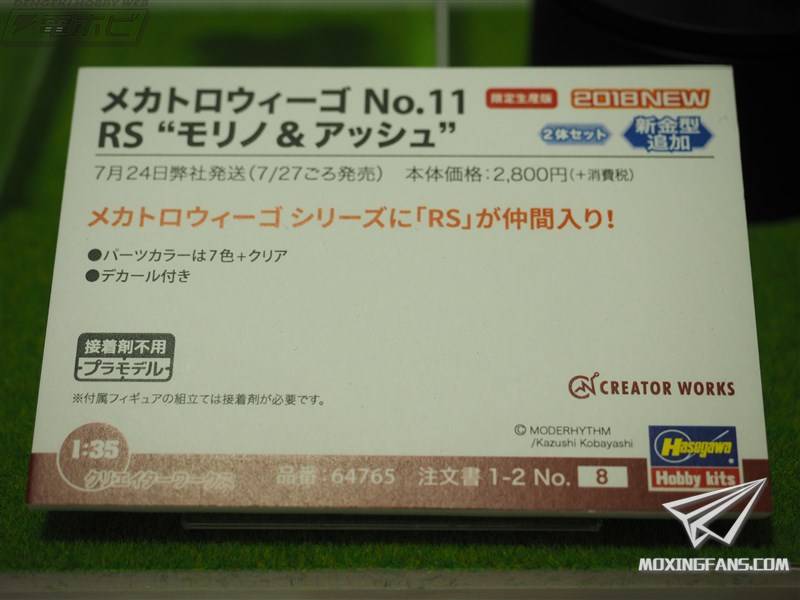 DENGEKI HOBBY WEB
電ホビ
メカトロウィーゴ No.11
限定生産版
2018NEW
RS “モリノ＆アッシュ”
2体セット
新金型
追加
7月24日弊社発送（7/27ごろ発売） 本体価格：2,800円（+消費税）
メカトロウィーゴ シリーズに「RS」が仲間入り！
●パーツカラーは7色+クリア
●デカール付き
接着剤不用
プラモデル
※付属フィギュアの組立ては接着剤が必要です。
CREATOR WORKS
© MODERHYTHM
/Kazushi Kobayashi
1:35
クリエイターワークス
品番：64765 注文書 1-2 No. 8
Hasegawa
Hobby kits
MOXINGFANS.COM